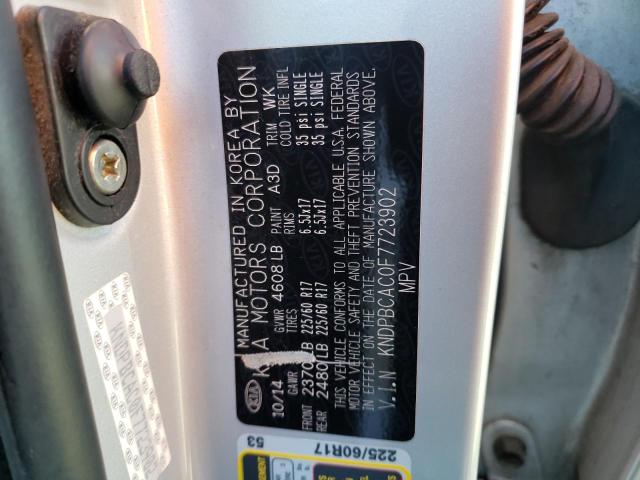 KIA
MANUFACTURED IN KOREA BY
KIA MOTORS CORPORATION
10/14 GVWR 4608LB PAINT A3D TRIM WK
GAWR TIRES RIMS COLD TIRE INFL
FRONT 2370LB 225/60 R17 6.5Jx17 35 psi SINGLE
REAR 2480LB 225/60 R17 6.5Jx17 35 psi SINGLE
THIS VEHICLE CONFORMS TO ALL APPLICABLE U.S.A. FEDERAL
MOTOR VEHICLE SAFETY AND THEFT PREVENTION STANDARDS
IN EFFECT ON THE DATE OF MANUFACTURE SHOWN ABOVE.
V.I.N KNDPBCAC0F7723902
MPV
225/60R17
53